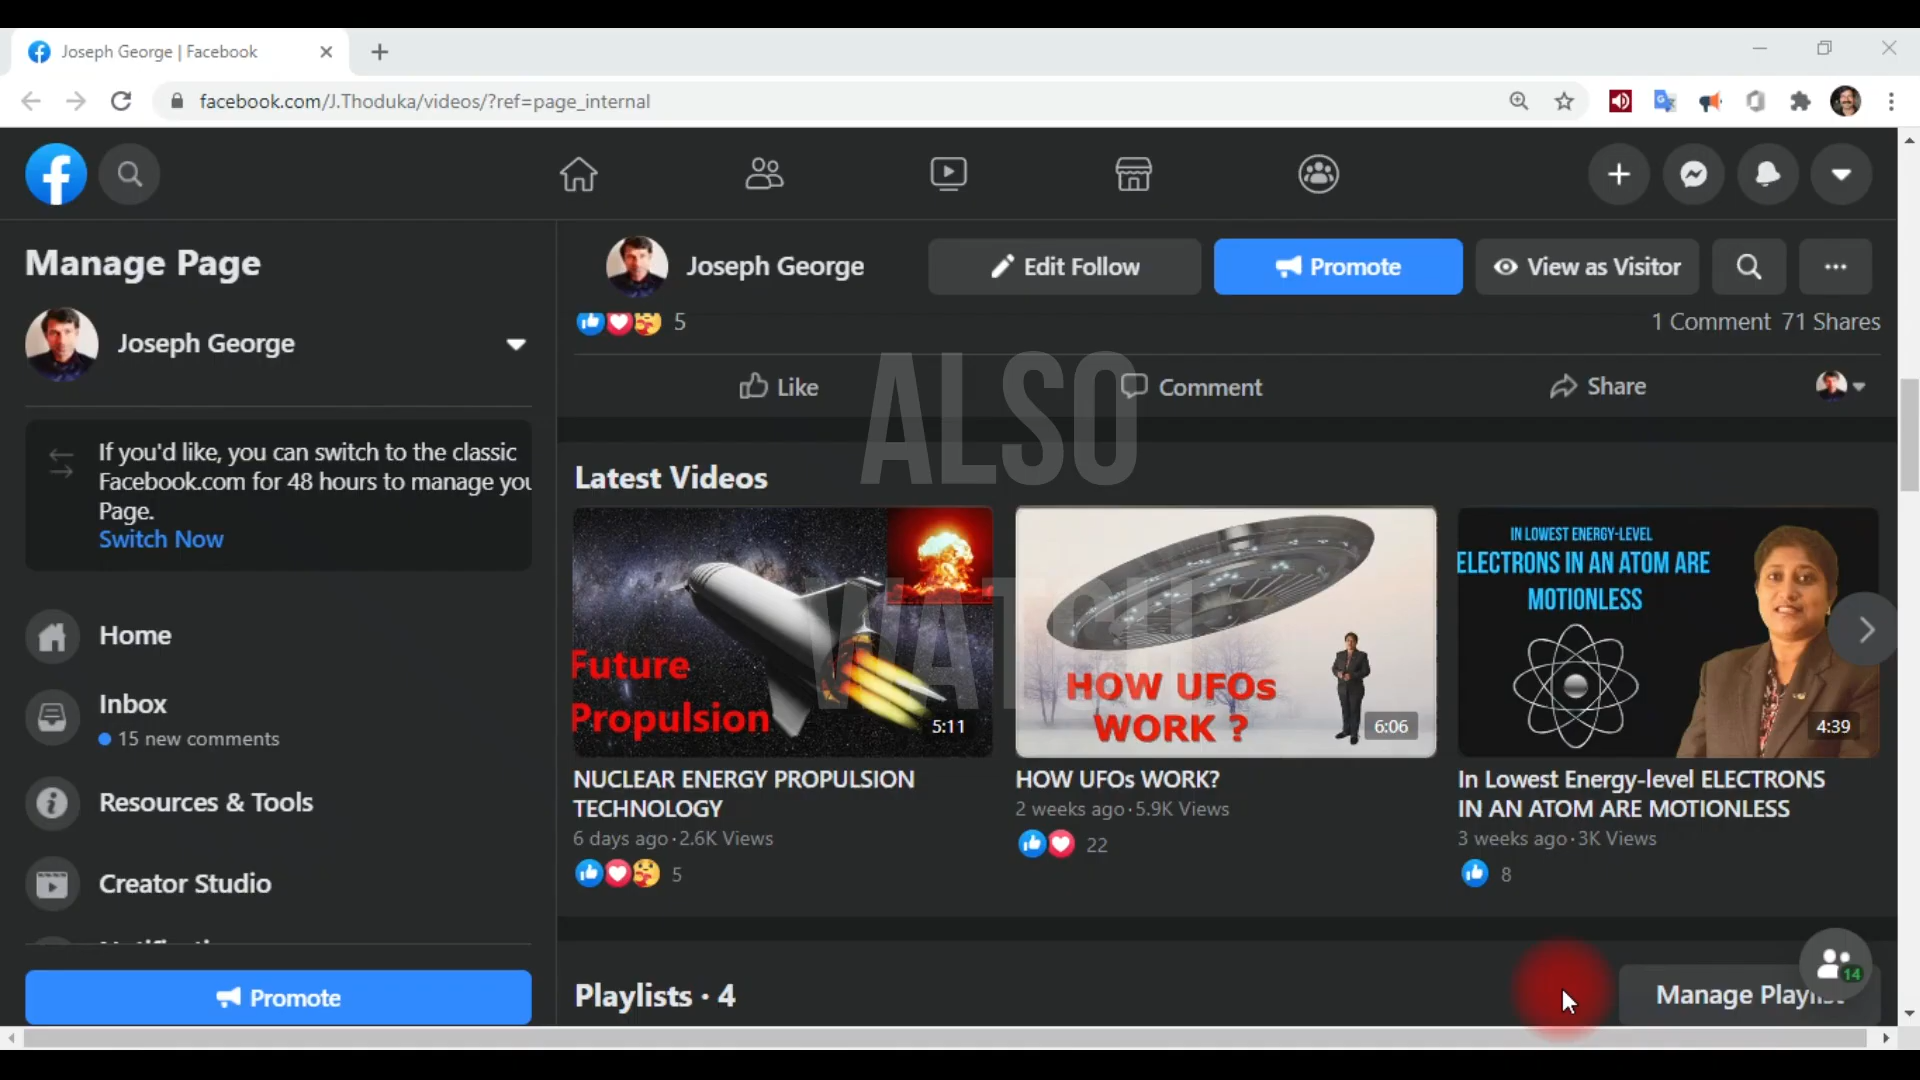 Joseph George | Facebook
facebook.com/J.Thoduka/videos/?ref=page_internal
Manage Page
Joseph George
If you'd like, you can switch to the classic
Facebook.com for 48 hours to manage you
Page.
Switch Now
Home
Inbox
15 new comments
Resources & Tools
Creator Studio
Promote
Joseph George
Edit Follow
Promote
View as Visitor
5
1 Comment 71 Shares
Like
Comment
Share
ALSO
WATCH
Latest Videos
Future
Propulsion
5:11
NUCLEAR ENERGY PROPULSION
TECHNOLOGY
6 days ago · 2.6K Views
5
HOW UFOs
WORK ?
6:06
HOW UFOs WORK?
2 weeks ago · 5.9K Views
22
IN LOWEST ENERGY-LEVEL
ELECTRONS IN AN ATOM ARE
MOTIONLESS
4:39
In Lowest Energy-level ELECTRONS
IN AN ATOM ARE MOTIONLESS
3 weeks ago · 3K Views
8
Playlists · 4
Manage Playlist
14